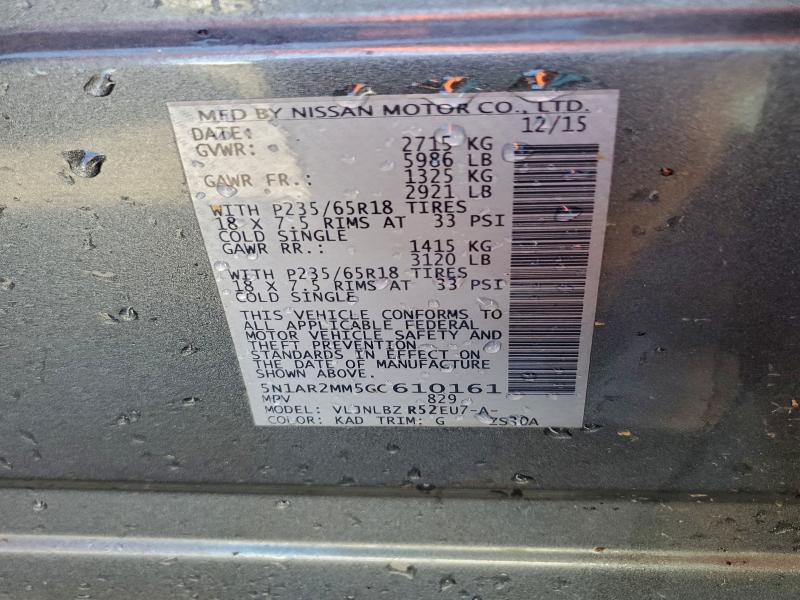 MFD BY NISSAN MOTOR CO., LTD.
DATE: 12/15
GVWR: 2715 KG
5986 LB
GAWR FR.: 1325 KG
2921 LB
WITH P235/65R18 TIRES
18 X 7.5 RIMS AT 33 PSI
COLD SINGLE
GAWR RR.: 1415 KG
3120 LB
WITH P235/65R18 TIRES
18 X 7.5 RIMS AT 33 PSI
COLD SINGLE
THIS VEHICLE CONFORMS TO
ALL APPLICABLE FEDERAL
MOTOR VEHICLE SAFETY AND
THEFT PREVENTION
STANDARDS IN EFFECT ON
THE DATE OF MANUFACTURE
SHOWN ABOVE.
5N1AR2MM5GC610161
MPV 829
MODEL: VLJNLBZ R52EU7-A-
COLOR: KAD TRIM: G